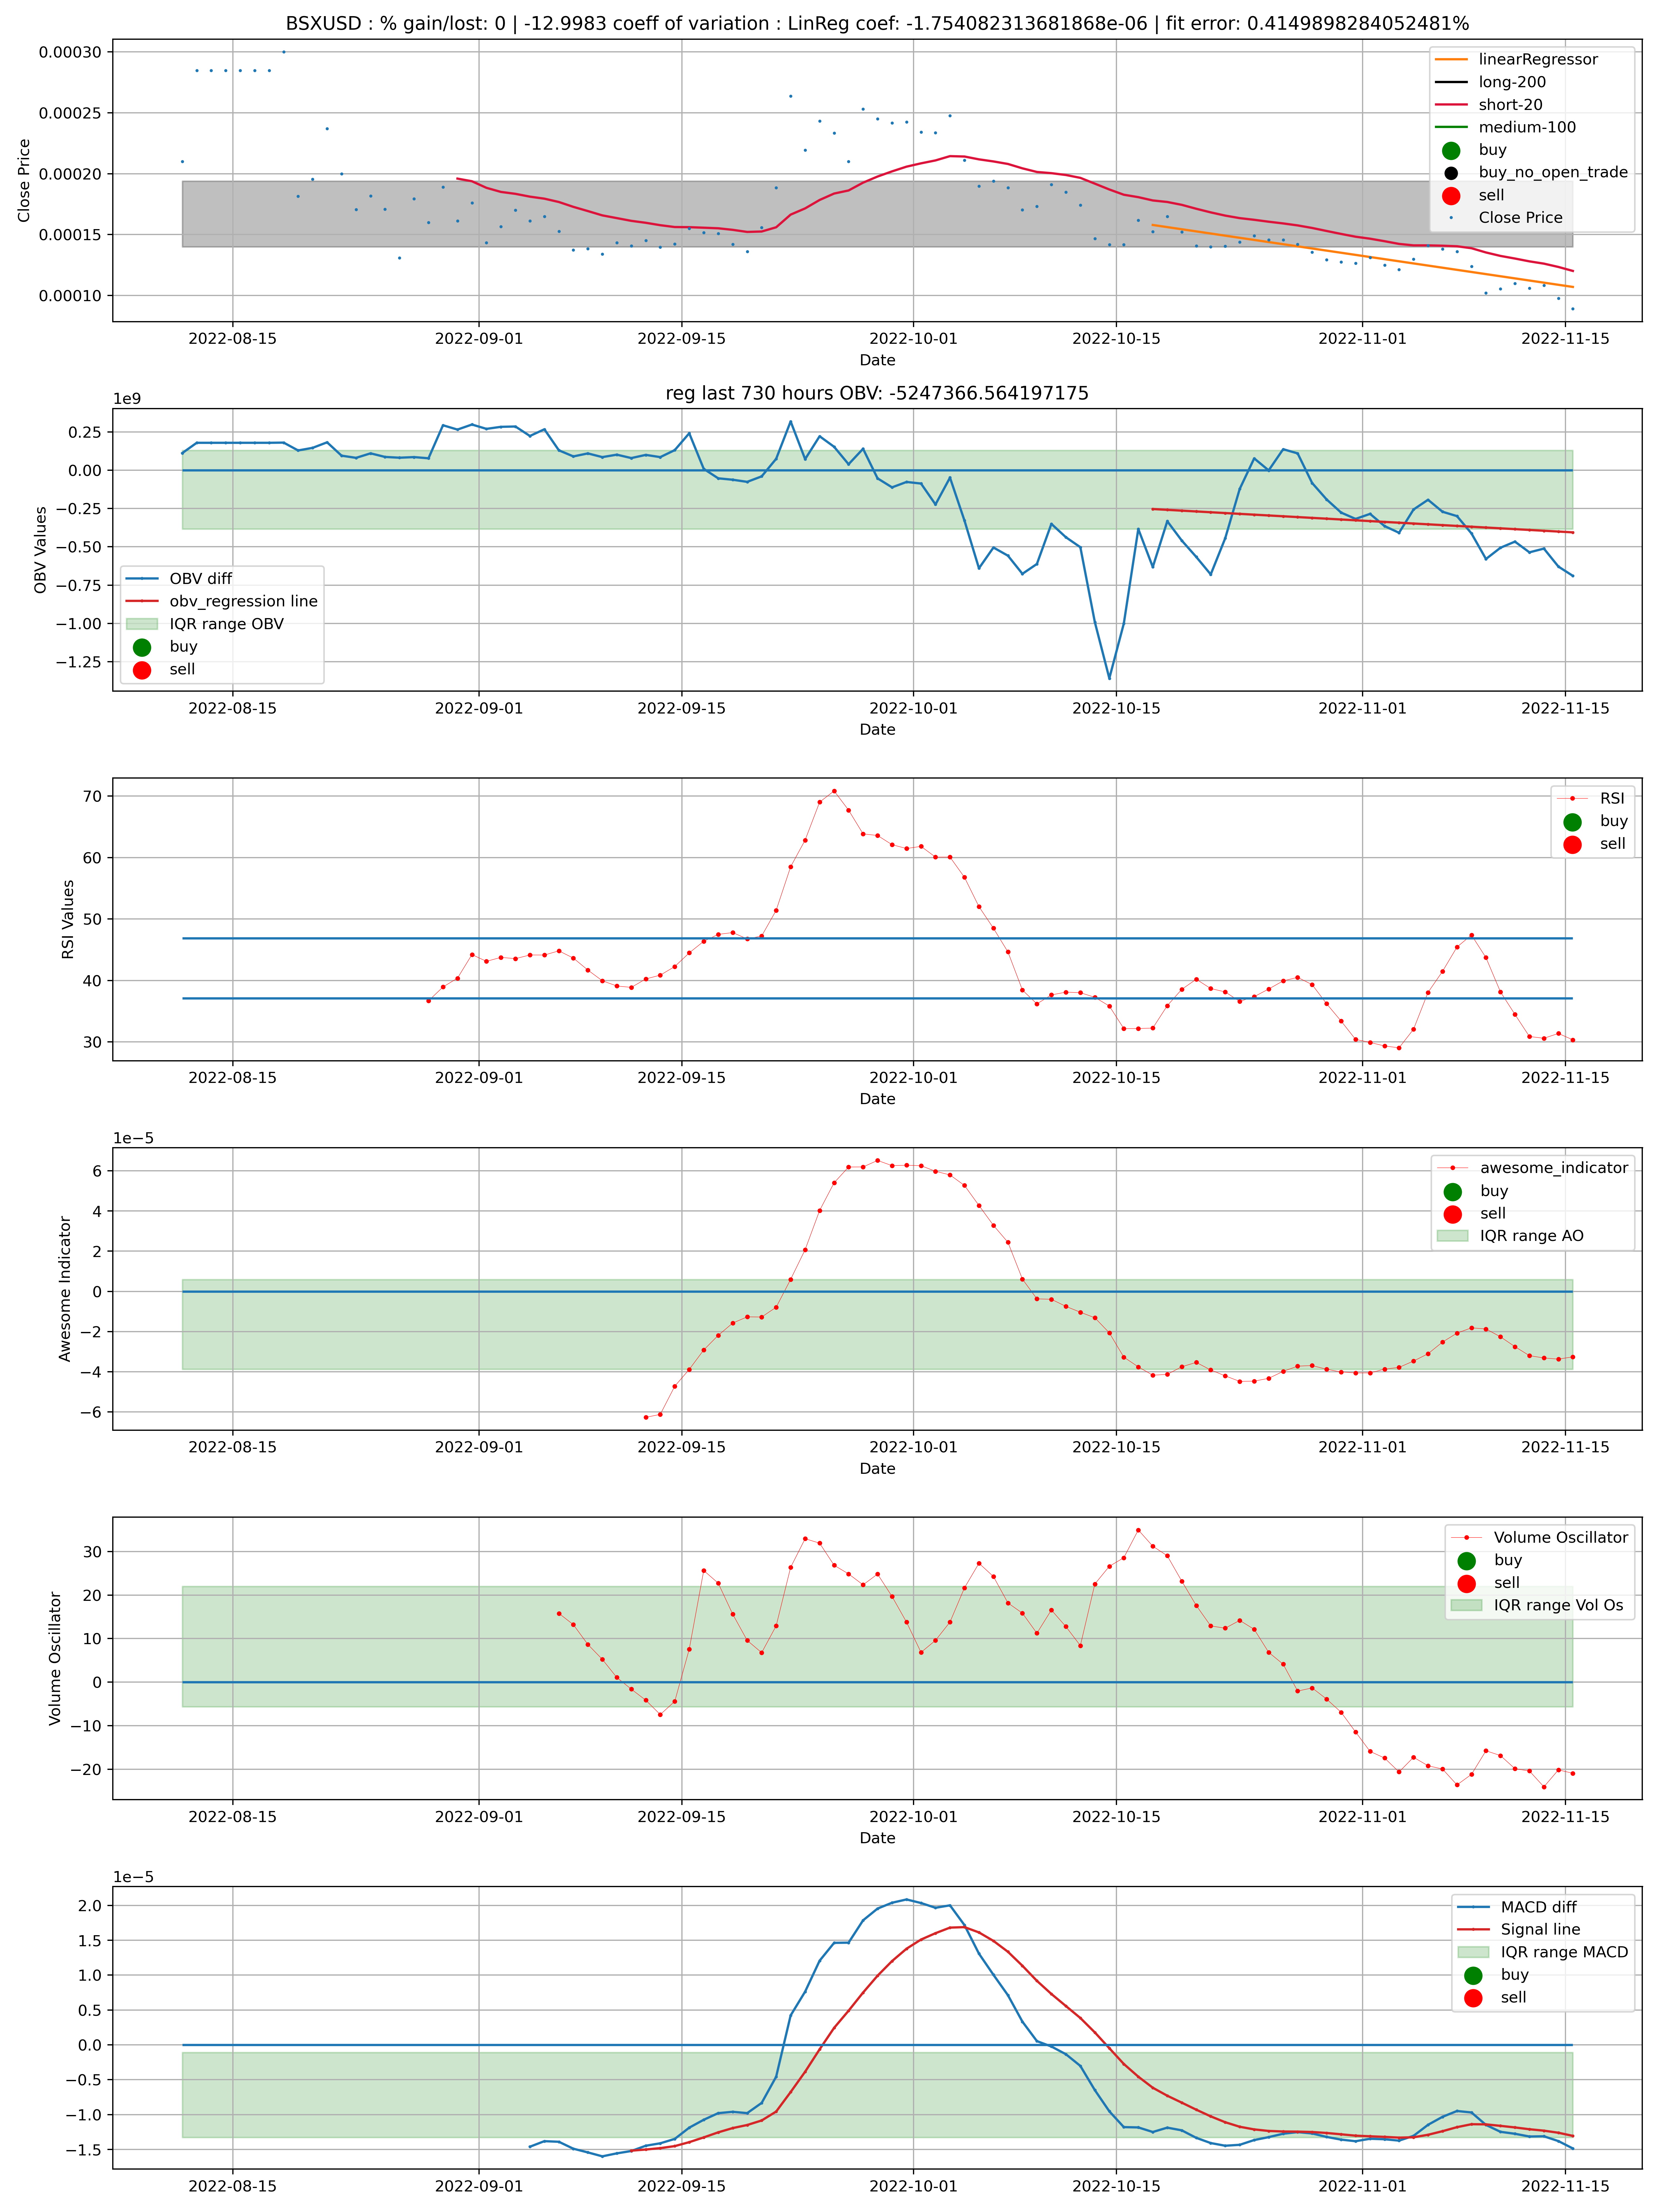 BSXUSD : % gain/lost: 0 | -12.9983 coeff of variation : LinReg coef: -1.754082313681868e-06 | fit error: 0.4149898284052481%
0.00030
0.00025
0.00020
0.00015
0.00010
Close Price
linearRegressor
long-200
short-20
medium-100
buy
buy_no_open_trade
sell
Close Price
2022-08-15 2022-09-01 2022-09-15 2022-10-01 2022-10-15 2022-11-01 2022-11-15
Date
reg last 730 hours OBV: -5247366.564197175
1e9
0.25
0.00
−0.25
−0.50
−0.75
−1.00
−1.25
OBV Values
OBV diff
obv_regression line
IQR range OBV
buy
sell
2022-08-15 2022-09-01 2022-09-15 2022-10-01 2022-10-15 2022-11-01 2022-11-15
Date
70
60
50
40
30
RSI Values
RSI
buy
sell
2022-08-15 2022-09-01 2022-09-15 2022-10-01 2022-10-15 2022-11-01 2022-11-15
Date
1e−5
6
4
2
0
−2
−4
−6
Awesome Indicator
awesome_indicator
buy
sell
IQR range AO
2022-08-15 2022-09-01 2022-09-15 2022-10-01 2022-10-15 2022-11-01 2022-11-15
Date
30
20
10
0
−10
−20
Volume Oscillator
Volume Oscillator
buy
sell
IQR range Vol Os
2022-08-15 2022-09-01 2022-09-15 2022-10-01 2022-10-15 2022-11-01 2022-11-15
Date
1e−5
2.0
1.5
1.0
0.5
0.0
−0.5
−1.0
−1.5
MACD diff
Signal line
IQR range MACD
buy
sell
2022-08-15 2022-09-01 2022-09-15 2022-10-01 2022-10-15 2022-11-01 2022-11-15